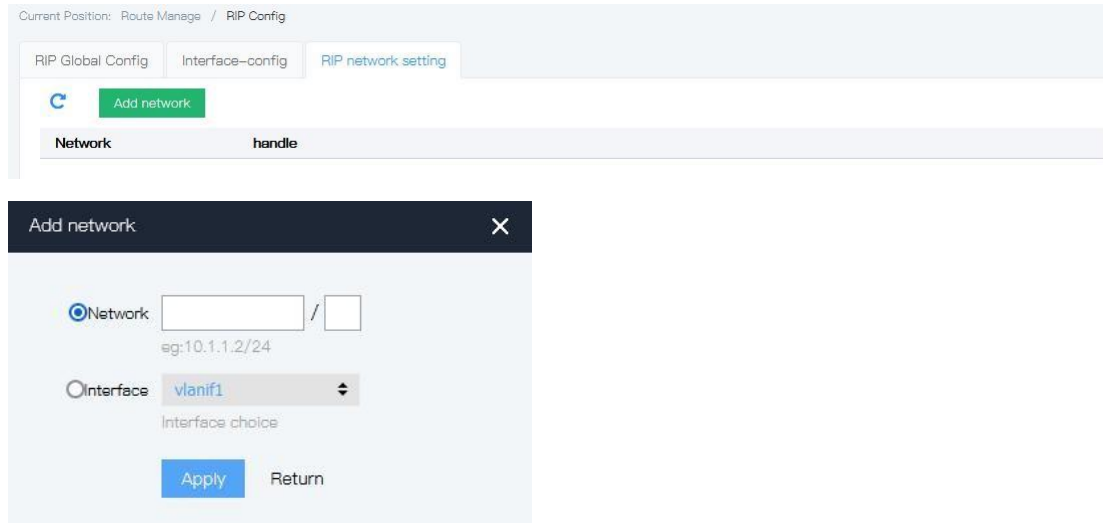 Current Position: Route Manage / RIP Config
RIP Global Config Interface-config RIP network setting
Add network
Network handle
Add network
Network /
eg:10.1.1.2/24
Interface vlanif1
Interface choice
Apply Return